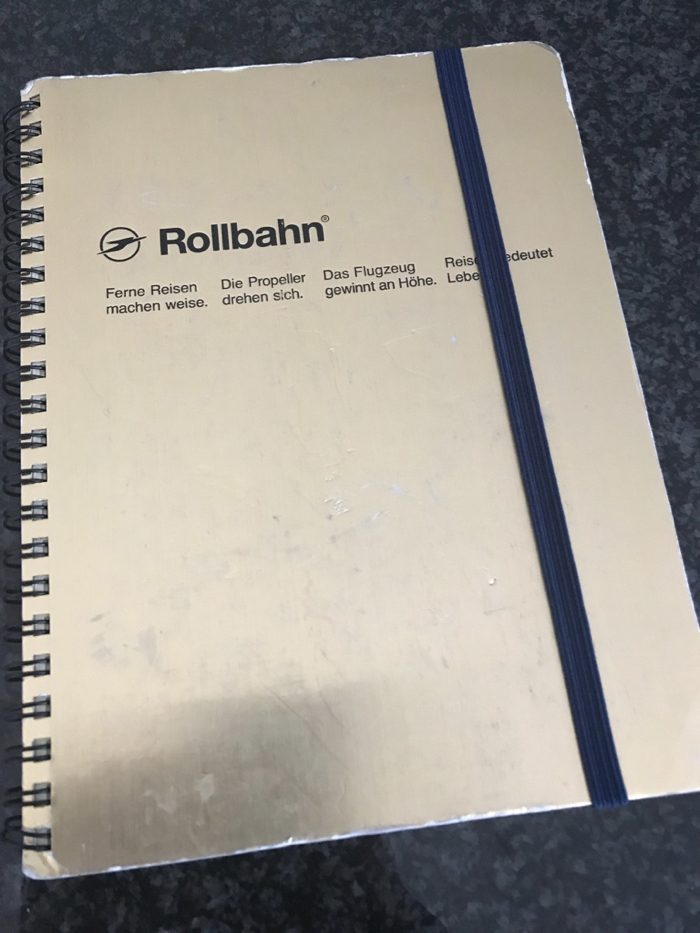 Rollbahn®
Ferne Reisen
machen weise.
Die Propeller
drehen sich.
Das Flugzeug
gewinnt an Höhe.